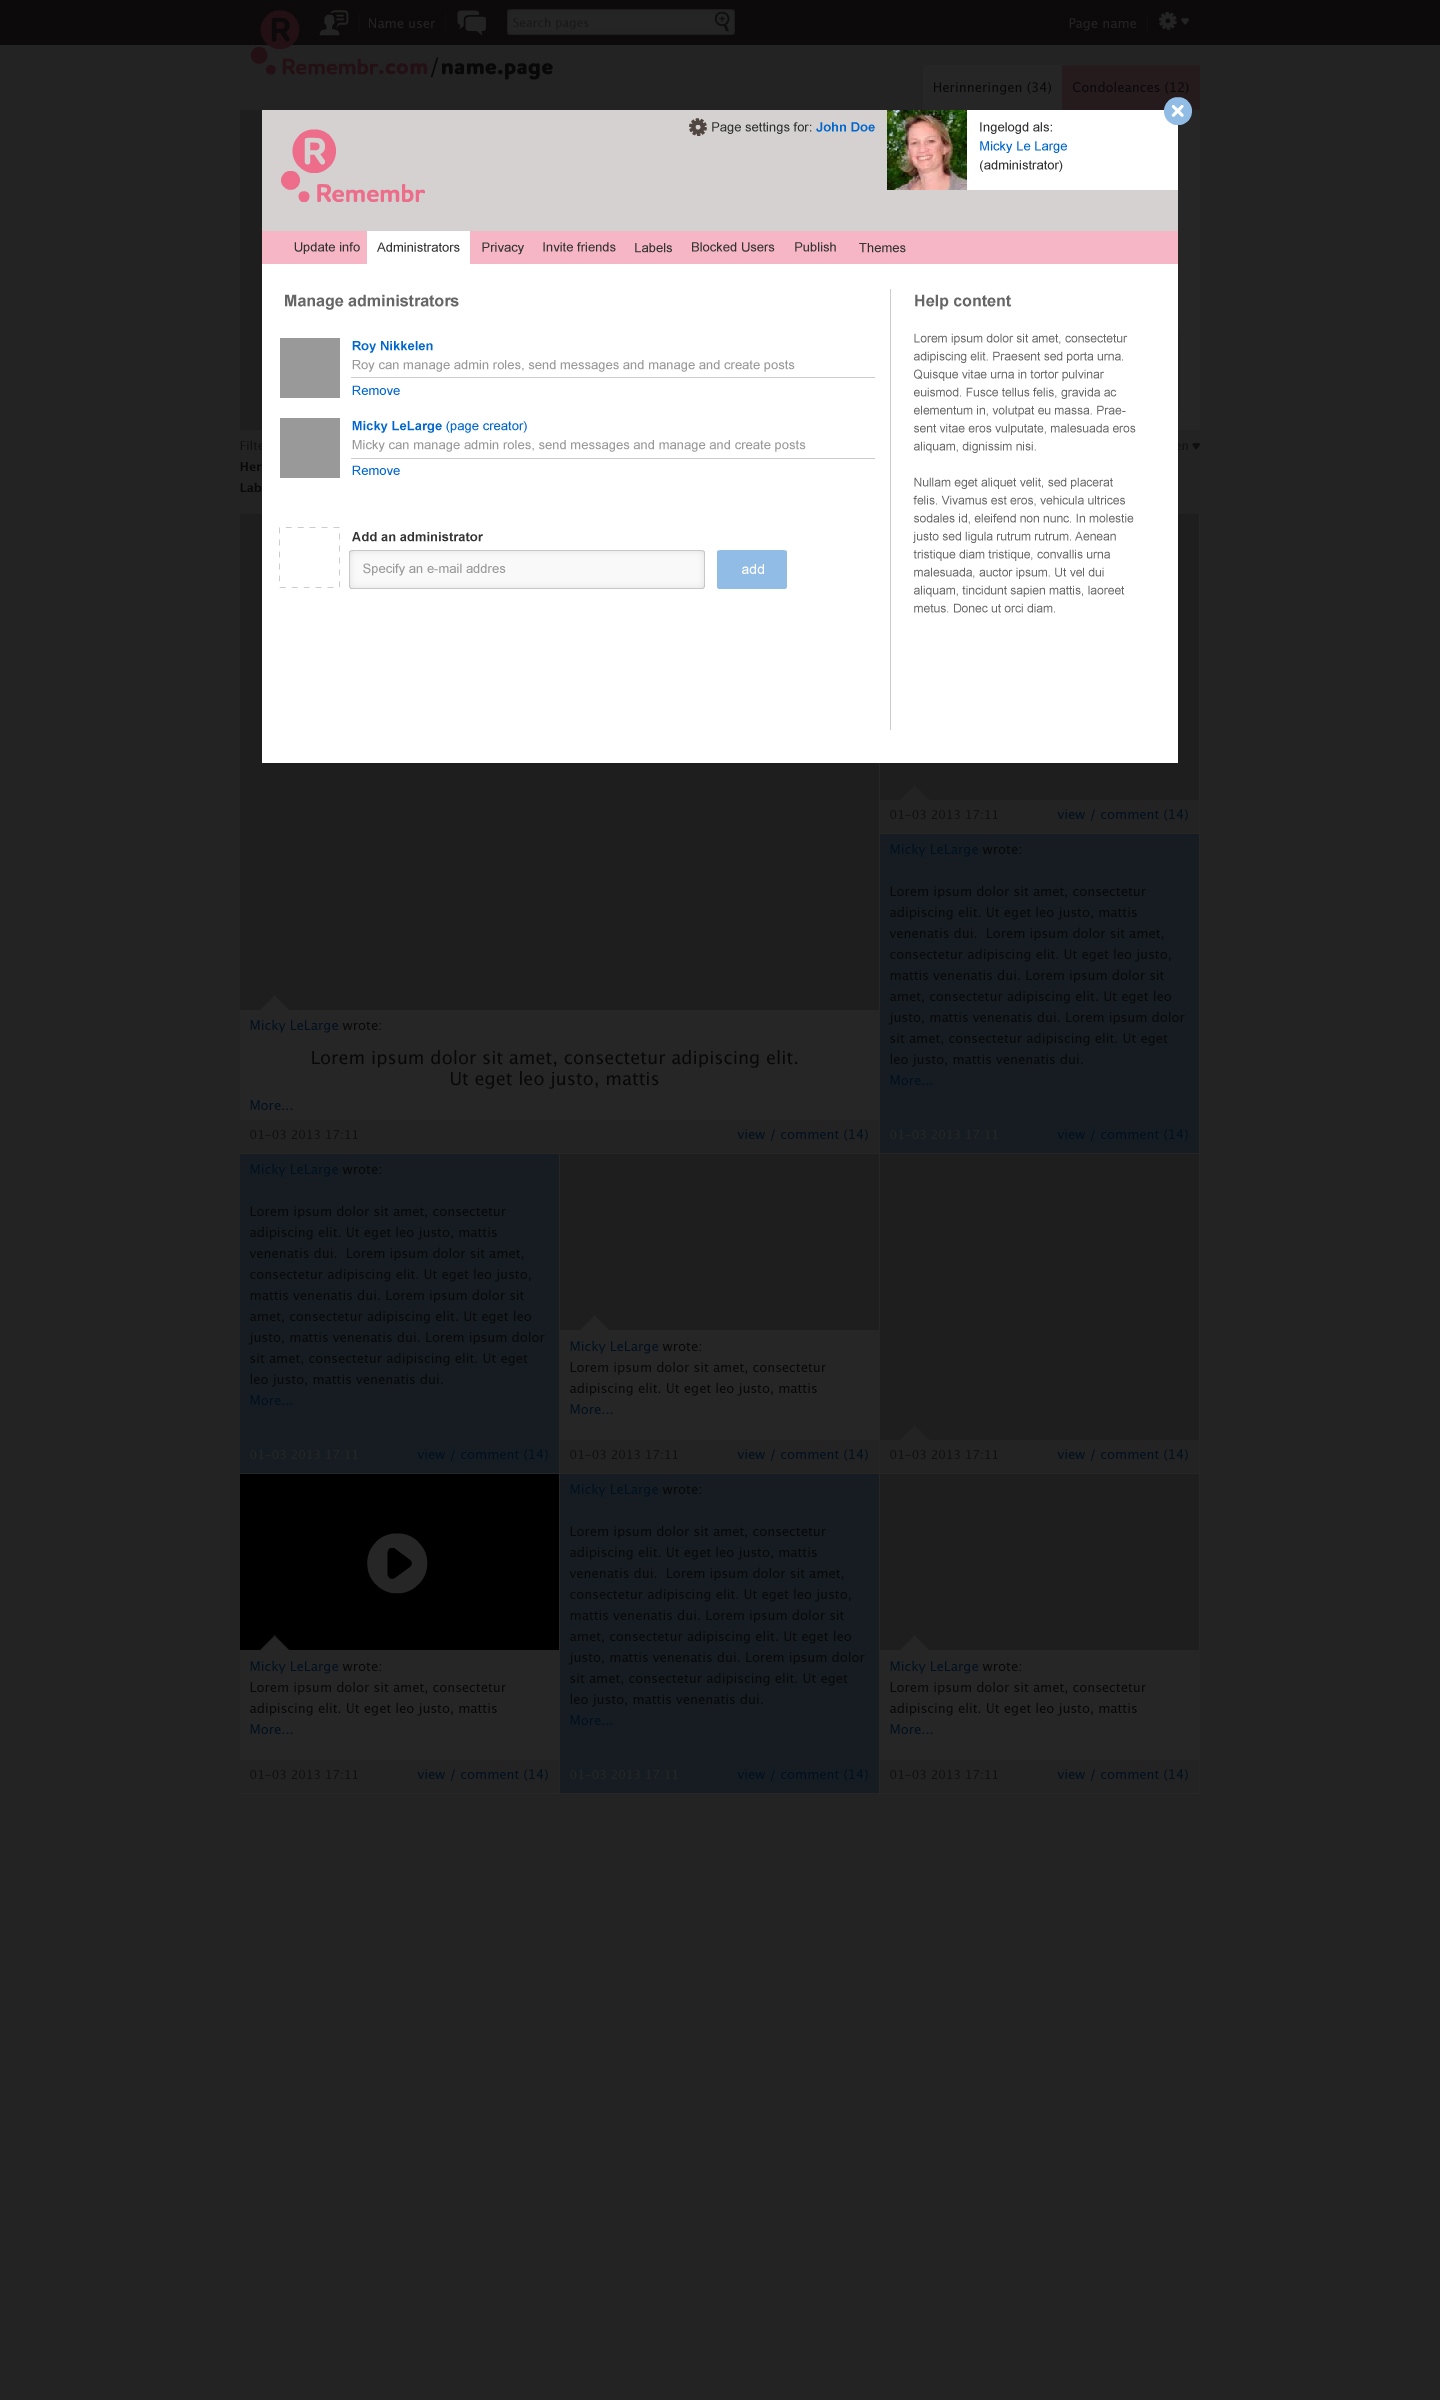 R
Name user
Search pages
Page name
Remembr.com/name.page
Herinneringen (34)
Condoleances (12)
R
Remembr
Page settings for: John Doe
Ingelogd als:
Micky Le Large
(administrator)
Update info
Administrators
Privacy
Invite friends
Labels
Blocked Users
Publish
Themes
Manage administrators
Roy Nikkelen
Roy can manage admin roles, send messages and manage and create posts
Remove
Micky LeLarge (page creator)
Micky can manage admin roles, send messages and manage and create posts
Remove
Add an administrator
Specify an e-mail addres
add
Help content
Lorem ipsum dolor sit amet, consectetur
adipiscing elit. Praesent sed porta urna.
Quisque vitae urna in tortor pulvinar
euismod. Fusce tellus felis, gravida ac
elementum in, volutpat eu massa. Prae-
sent vitae eros vulputate, malesuada eros
aliquam, dignissim nisi.
Nullam eget aliquet velit, sed placerat
felis. Vivamus est eros, vehicula ultrices
sodales id, eleifend non nunc. In molestie
justo sed ligula rutrum rutrum. Aenean
tristique diam tristique, convallis urna
malesuada, auctor ipsum. Ut vel dui
aliquam, tincidunt sapien mattis, laoreet
metus. Donec ut orci diam.
01-03 2013 17:11
view / comment (14)
Micky LeLarge wrote:
Lorem ipsum dolor sit amet, consectetur
adipiscing elit. Ut eget leo justo, mattis
venenatis dui. Lorem ipsum dolor sit amet,
consectetur adipiscing elit. Ut eget leo justo,
mattis venenatis dui. Lorem ipsum dolor sit
amet, consectetur adipiscing elit. Ut eget leo
justo, mattis venenatis dui. Lorem ipsum dolor
sit amet, consectetur adipiscing elit. Ut eget
leo justo, mattis venenatis dui.
More...
01-03 2013 17:11
view / comment (14)
Micky LeLarge wrote:
Lorem ipsum dolor sit amet, consectetur adipiscing elit.
Ut eget leo justo, mattis
More...
01-03 2013 17:11
view / comment (14)
Micky LeLarge wrote:
Lorem ipsum dolor sit amet, consectetur
adipiscing elit. Ut eget leo justo, mattis
venenatis dui. Lorem ipsum dolor sit amet,
consectetur adipiscing elit. Ut eget leo justo,
mattis venenatis dui. Lorem ipsum dolor sit
amet, consectetur adipiscing elit. Ut eget leo
justo, mattis venenatis dui. Lorem ipsum dolor
sit amet, consectetur adipiscing elit. Ut eget
leo justo, mattis venenatis dui.
More...
01-03 2013 17:11
view / comment (14)
Micky LeLarge wrote:
Lorem ipsum dolor sit amet, consectetur
adipiscing elit. Ut eget leo justo, mattis
More...
01-03 2013 17:11
view / comment (14)
01-03 2013 17:11
view / comment (14)
Micky LeLarge wrote:
Lorem ipsum dolor sit amet, consectetur
adipiscing elit. Ut eget leo justo, mattis
More...
01-03 2013 17:11
view / comment (14)
Micky LeLarge wrote:
Lorem ipsum dolor sit amet, consectetur
adipiscing elit. Ut eget leo justo, mattis
venenatis dui. Lorem ipsum dolor sit amet,
consectetur adipiscing elit. Ut eget leo justo,
mattis venenatis dui. Lorem ipsum dolor sit
amet, consectetur adipiscing elit. Ut eget leo
justo, mattis venenatis dui. Lorem ipsum dolor
sit amet, consectetur adipiscing elit. Ut eget
leo justo, mattis venenatis dui.
More...
01-03 2013 17:11
view / comment (14)
Micky LeLarge wrote:
Lorem ipsum dolor sit amet, consectetur
adipiscing elit. Ut eget leo justo, mattis
More...
01-03 2013 17:11
view / comment (14)